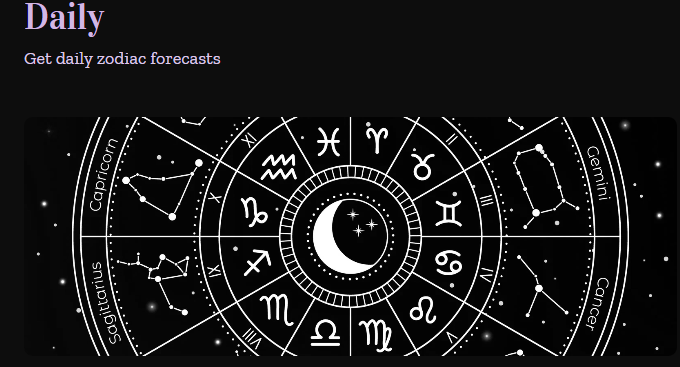 Daily
Get daily zodiac forecasts
Capricorn
Gemini
Sagittarius
Cancer
XI
II
X
III
IX
IV
VIII
V